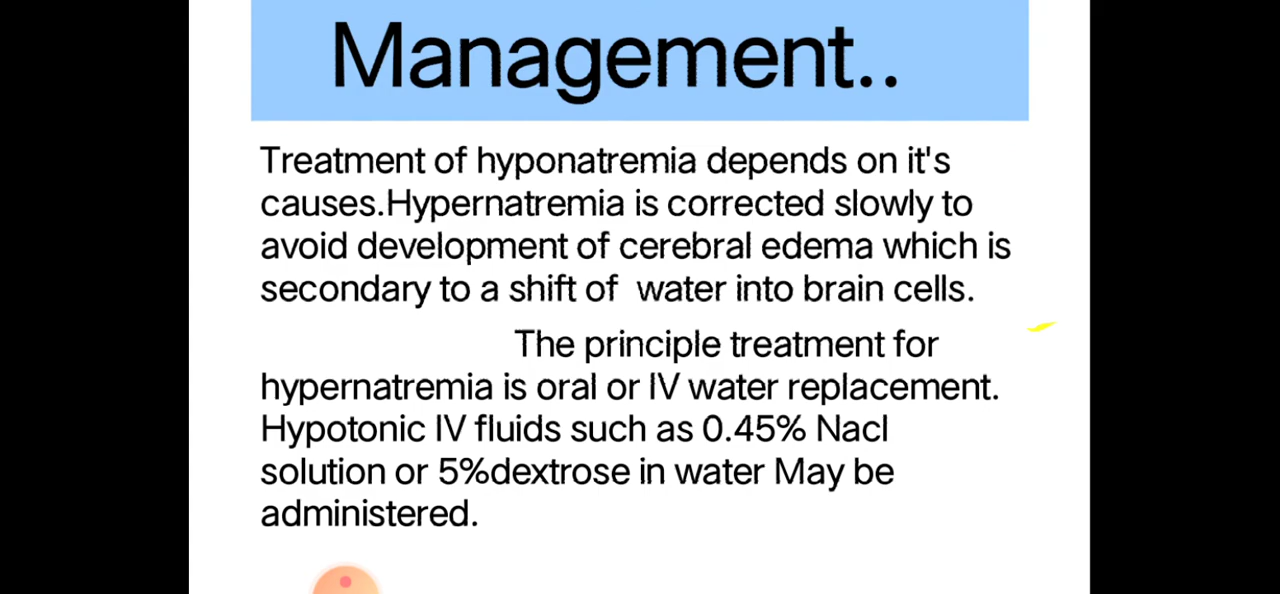 Management..
Treatment of hyponatremia depends on it's
causes.Hypernatremia is corrected slowly to
avoid development of cerebral edema which is
secondary to a shift of water into brain cells.
The principle treatment for
hypernatremia is oral or IV water replacement.
Hypotonic IV fluids such as 0.45% Nacl
solution or 5%dextrose in water May be
administered.